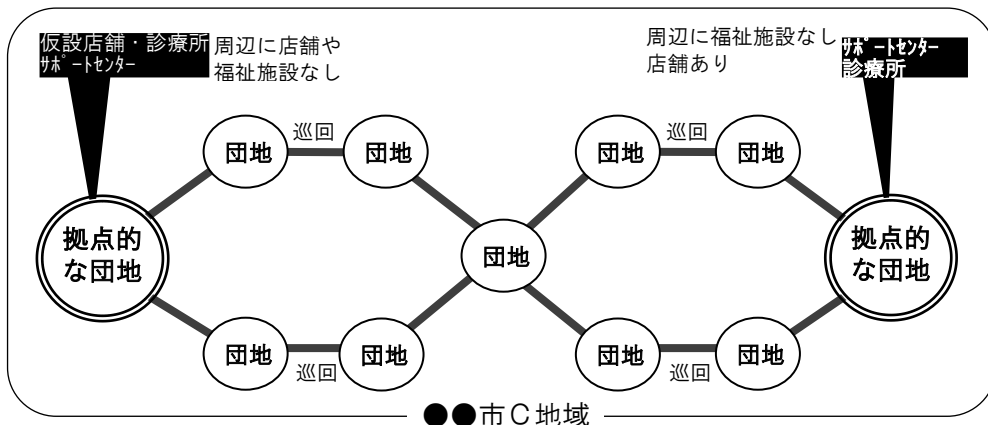 仮設店舗・診療所
ｻﾎﾟｰﾄｾﾝﾀｰ
周辺に店舗や
福祉施設なし
周辺に福祉施設なし
店舗あり
ｻﾎﾟｰﾄｾﾝﾀｰ
診療所
巡回
巡回
団地
団地
団地
団地
拠点的
な団地
団地
拠点的
な団地
団地
団地
団地
団地
巡回
巡回
●●市Ｃ地域